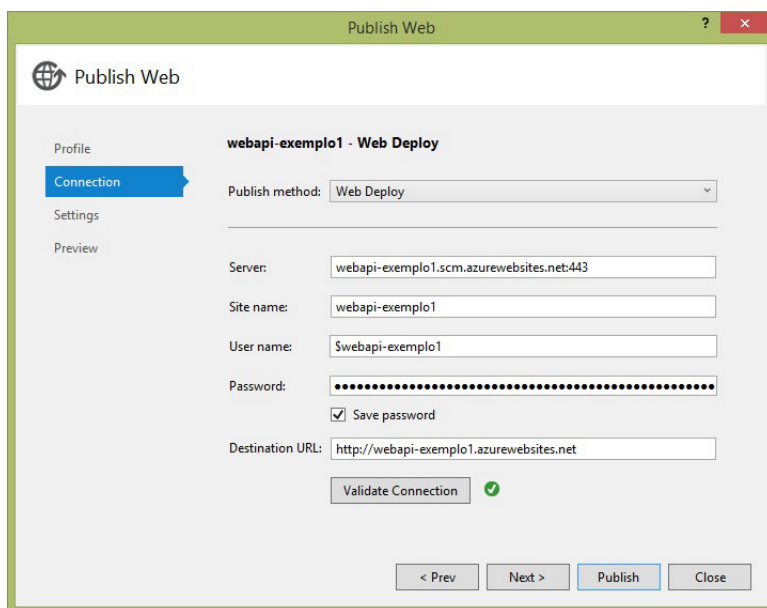 Publish Web
?
Publish Web
Profile
Connection
Settings
Preview
webapi-exemplo1 - Web Deploy
Publish method: Web Deploy
Server: webapi-exemplo1.scm.azurewebsites.net:443
Site name: webapi-exemplo1
User name: $webapi-exemplo1
Password: 
Save password
Destination URL: http://webapi-exemplo1.azurewebsites.net
Validate Connection
< Prev Next > Publish Close